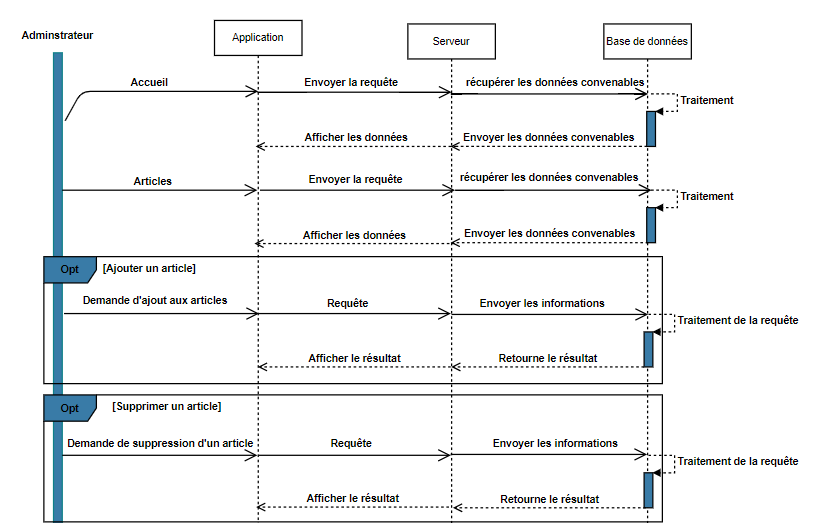 Adminstrateur
Application
Serveur
Base de données
Accueil
Envoyer la requête
récupérer les données convenables
Traitement
Afficher les données
Envoyer les données convenables
Articles
Envoyer la requête
récupérer les données convenables
Traitement
Afficher les données
Envoyer les données convenables
Opt
[Ajouter un article]
Demande d'ajout aux articles
Requête
Envoyer les informations
Traitement de la requête
Afficher le résultat
Retourne le résultat
Opt
[Supprimer un article]
Demande de suppression d'un article
Requête
Envoyer les informations
Traitement de la requête
Afficher le résultat
Retourne le résultat